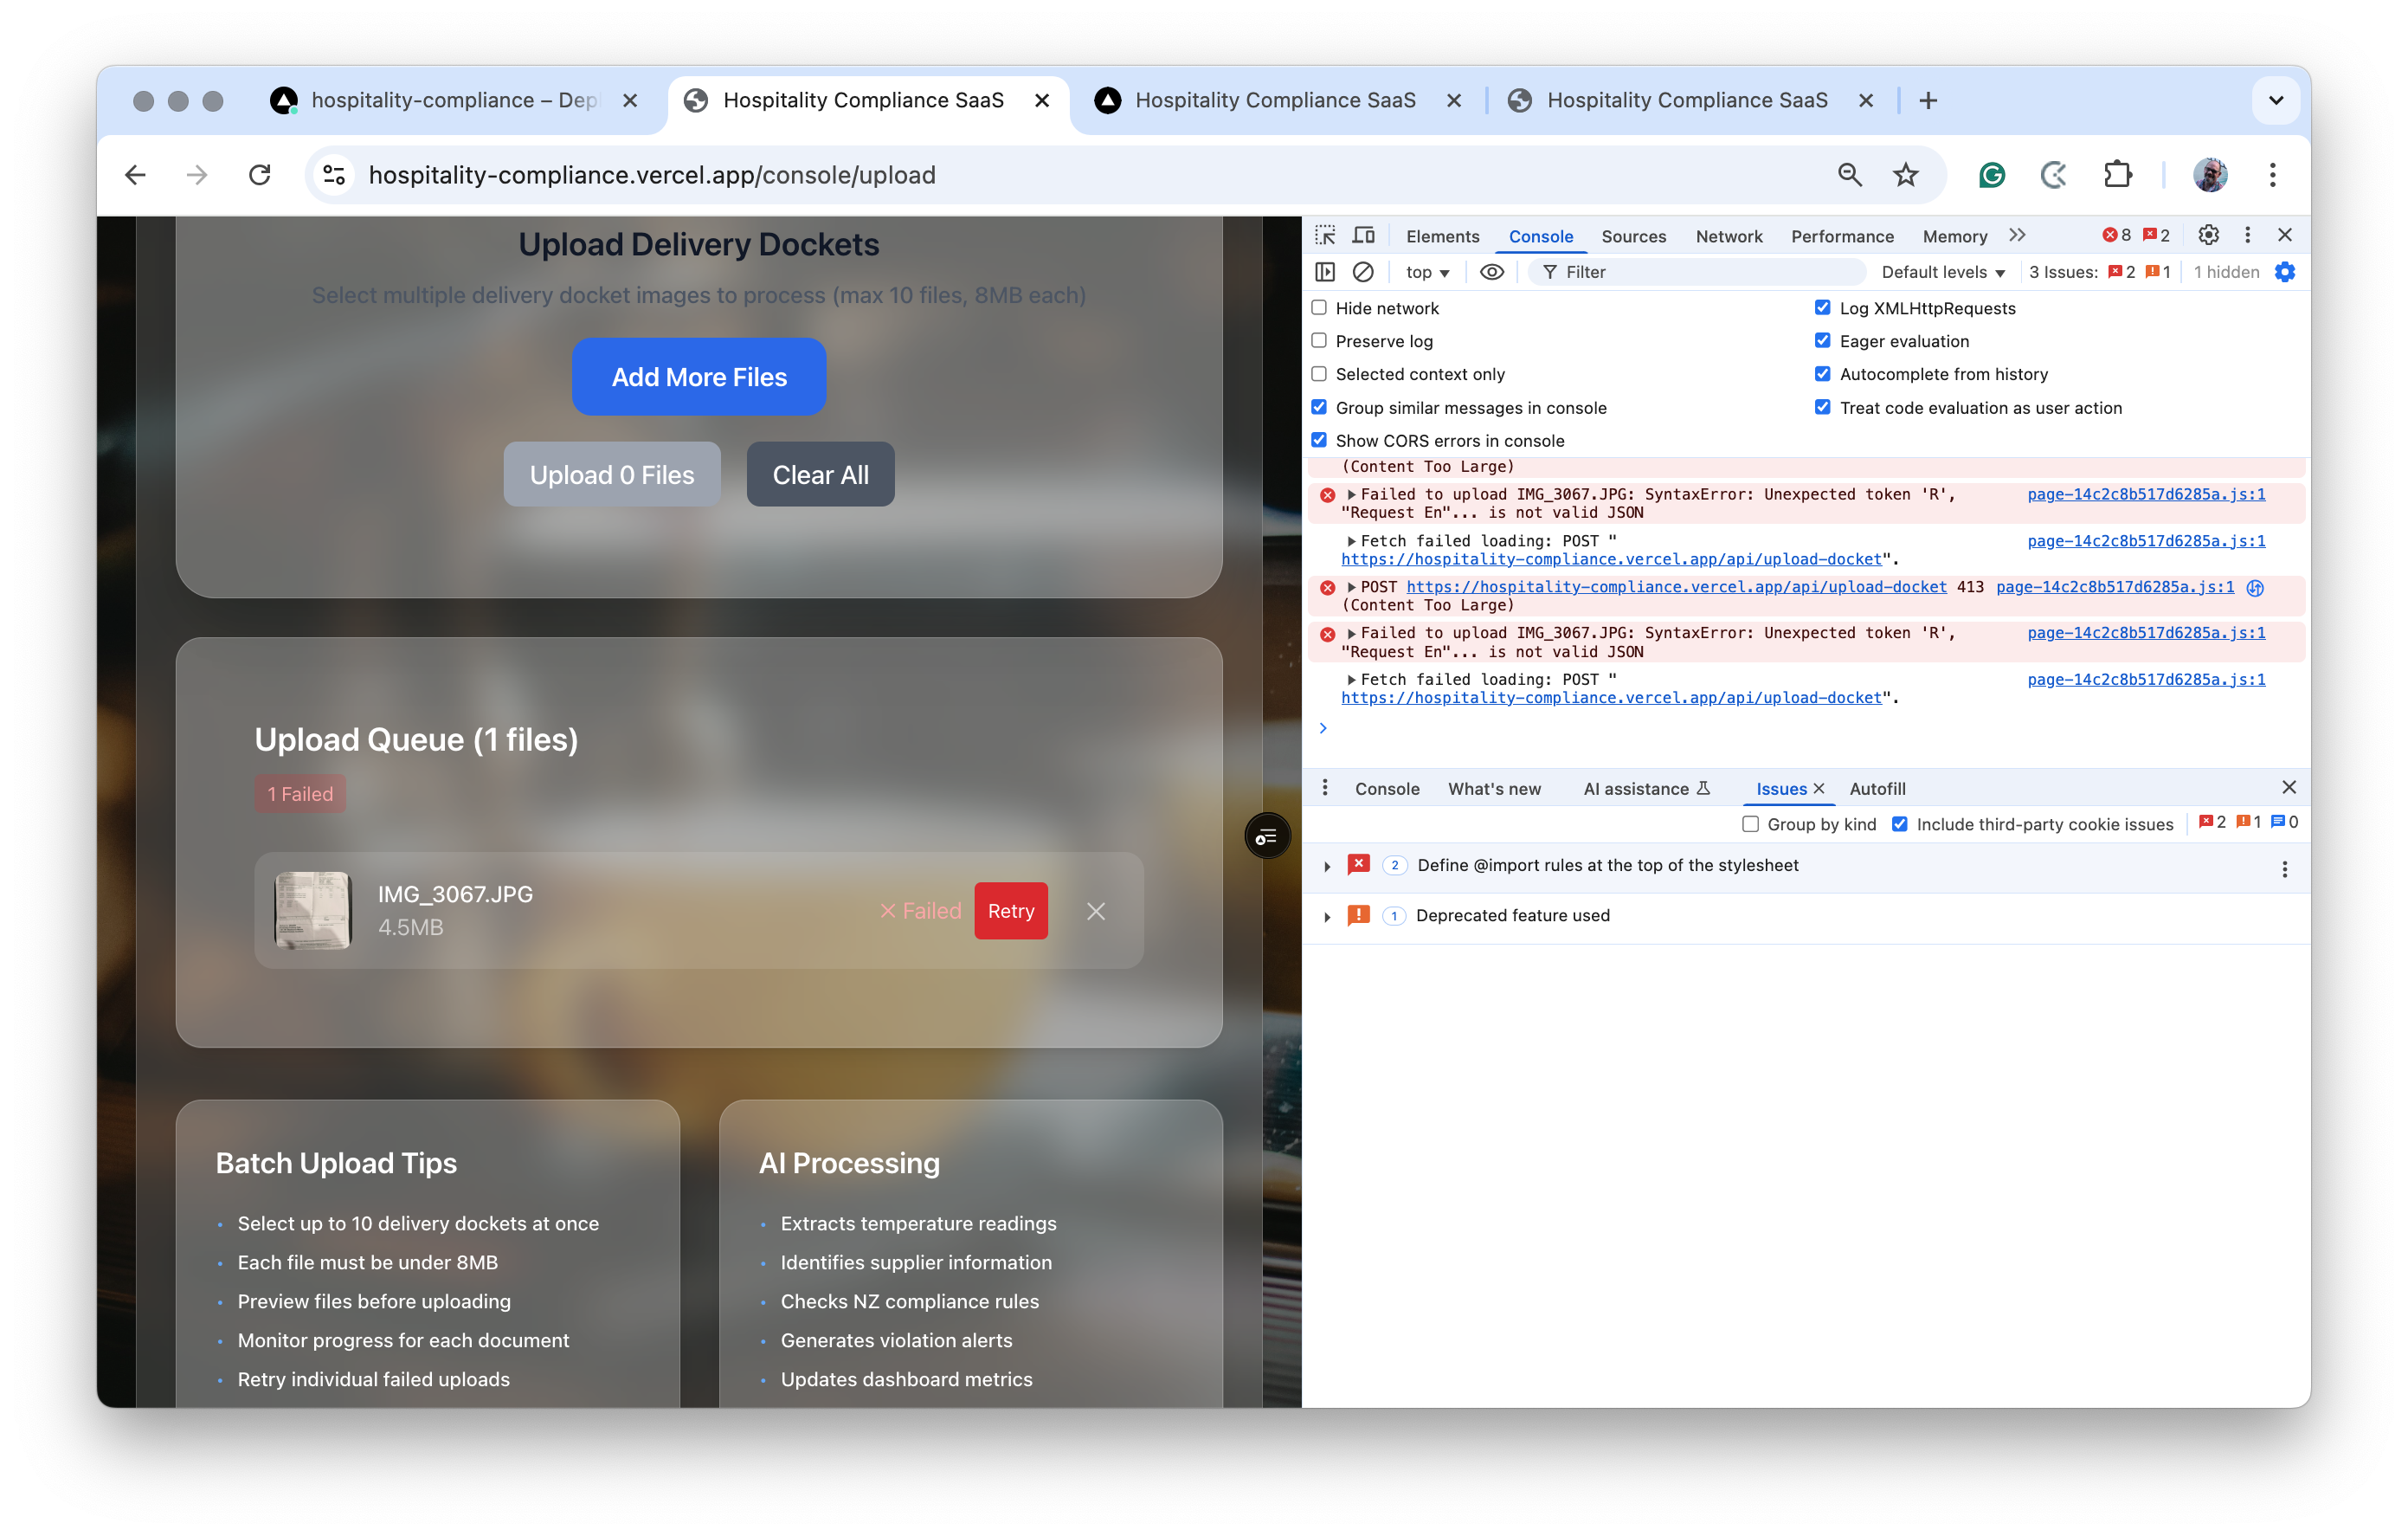 hospitality-compliance – Dep
Hospitality Compliance SaaS
Hospitality Compliance SaaS
Hospitality Compliance SaaS
hospitality-compliance.vercel.app/console/upload
Upload Delivery Dockets
Select multiple delivery docket images to process (max 10 files, 8MB each)
Add More Files
Upload 0 Files
Clear All
Upload Queue (1 files)
1 Failed
IMG_3067.JPG
4.5MB
Failed
Retry
Batch Upload Tips
• Select up to 10 delivery dockets at once
• Each file must be under 8MB
• Preview files before uploading
• Monitor progress for each document
• Retry individual failed uploads
AI Processing
• Extracts temperature readings
• Identifies supplier information
• Checks NZ compliance rules
• Generates violation alerts
• Updates dashboard metrics
Elements Console Sources Network Performance Memory 8 2
top Filter Default levels 3 Issues: 2 1 1 hidden
Hide network
Log XMLHttpRequests
Preserve log
Eager evaluation
Selected context only
Autocomplete from history
Group similar messages in console
Treat code evaluation as user action
Show CORS errors in console
(Content Too Large)
Failed to upload IMG_3067.JPG: SyntaxError: Unexpected token 'R', page-14c2c8b517d6285a.js:1
"Request En"... is not valid JSON
Fetch failed loading: POST " page-14c2c8b517d6285a.js:1
https://hospitality-compliance.vercel.app/api/upload-docket".
POST https://hospitality-compliance.vercel.app/api/upload-docket 413 page-14c2c8b517d6285a.js:1
(Content Too Large)
Failed to upload IMG_3067.JPG: SyntaxError: Unexpected token 'R', page-14c2c8b517d6285a.js:1
"Request En"... is not valid JSON
Fetch failed loading: POST " page-14c2c8b517d6285a.js:1
https://hospitality-compliance.vercel.app/api/upload-docket".
Console What's new AI assistance Issues Autofill
Group by kind Include third-party cookie issues 2 1 0
2 Define @import rules at the top of the stylesheet
1 Deprecated feature used